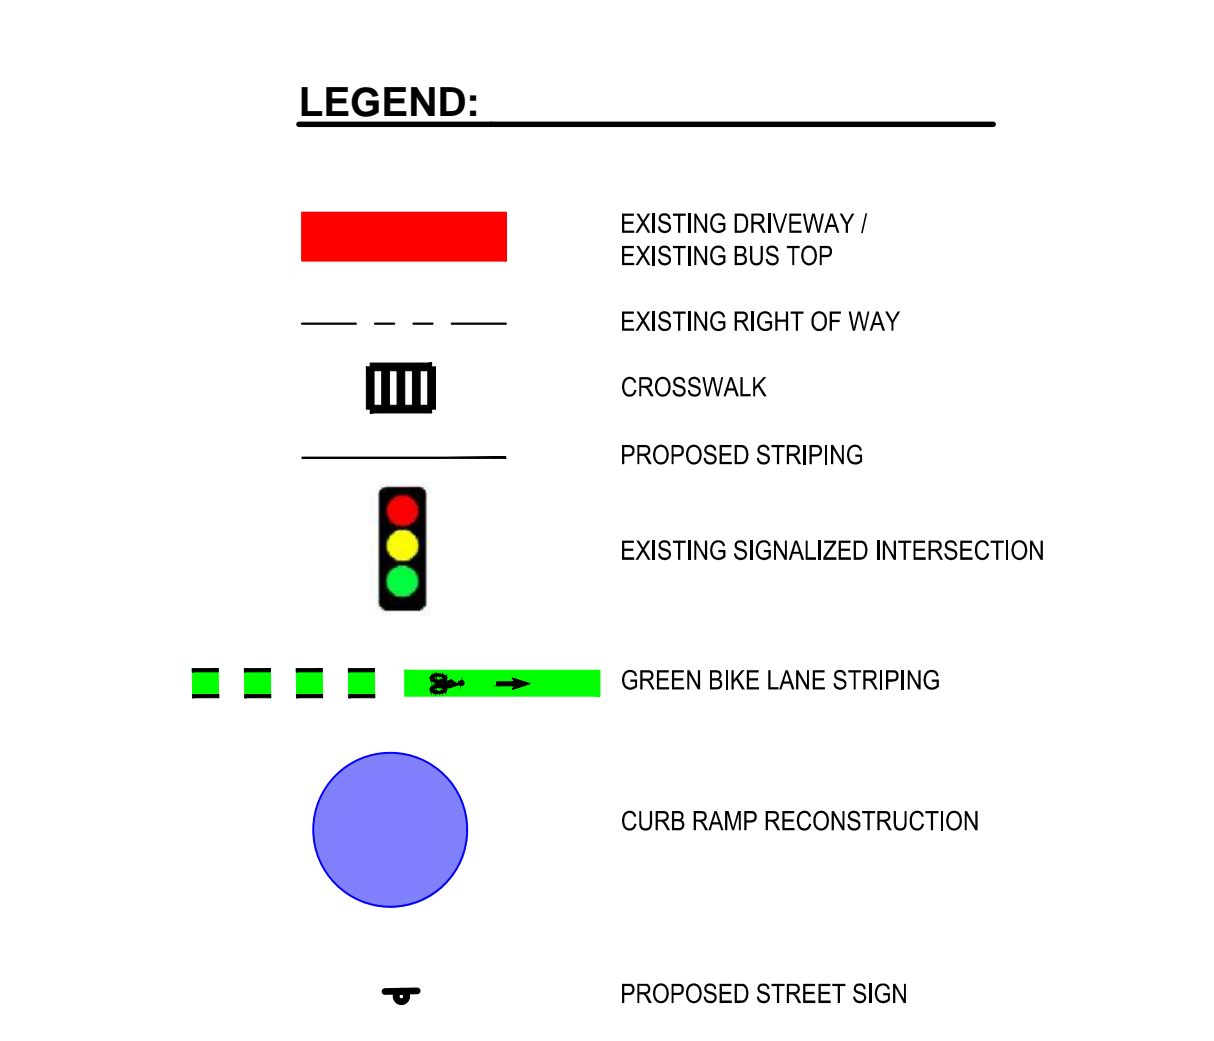 LEGEND:
EXISTING DRIVEWAY /
EXISTING BUS TOP
EXISTING RIGHT OF WAY
CROSSWALK
PROPOSED STRIPING
EXISTING SIGNALIZED INTERSECTION
GREEN BIKE LANE STRIPING
CURB RAMP RECONSTRUCTION
PROPOSED STREET SIGN